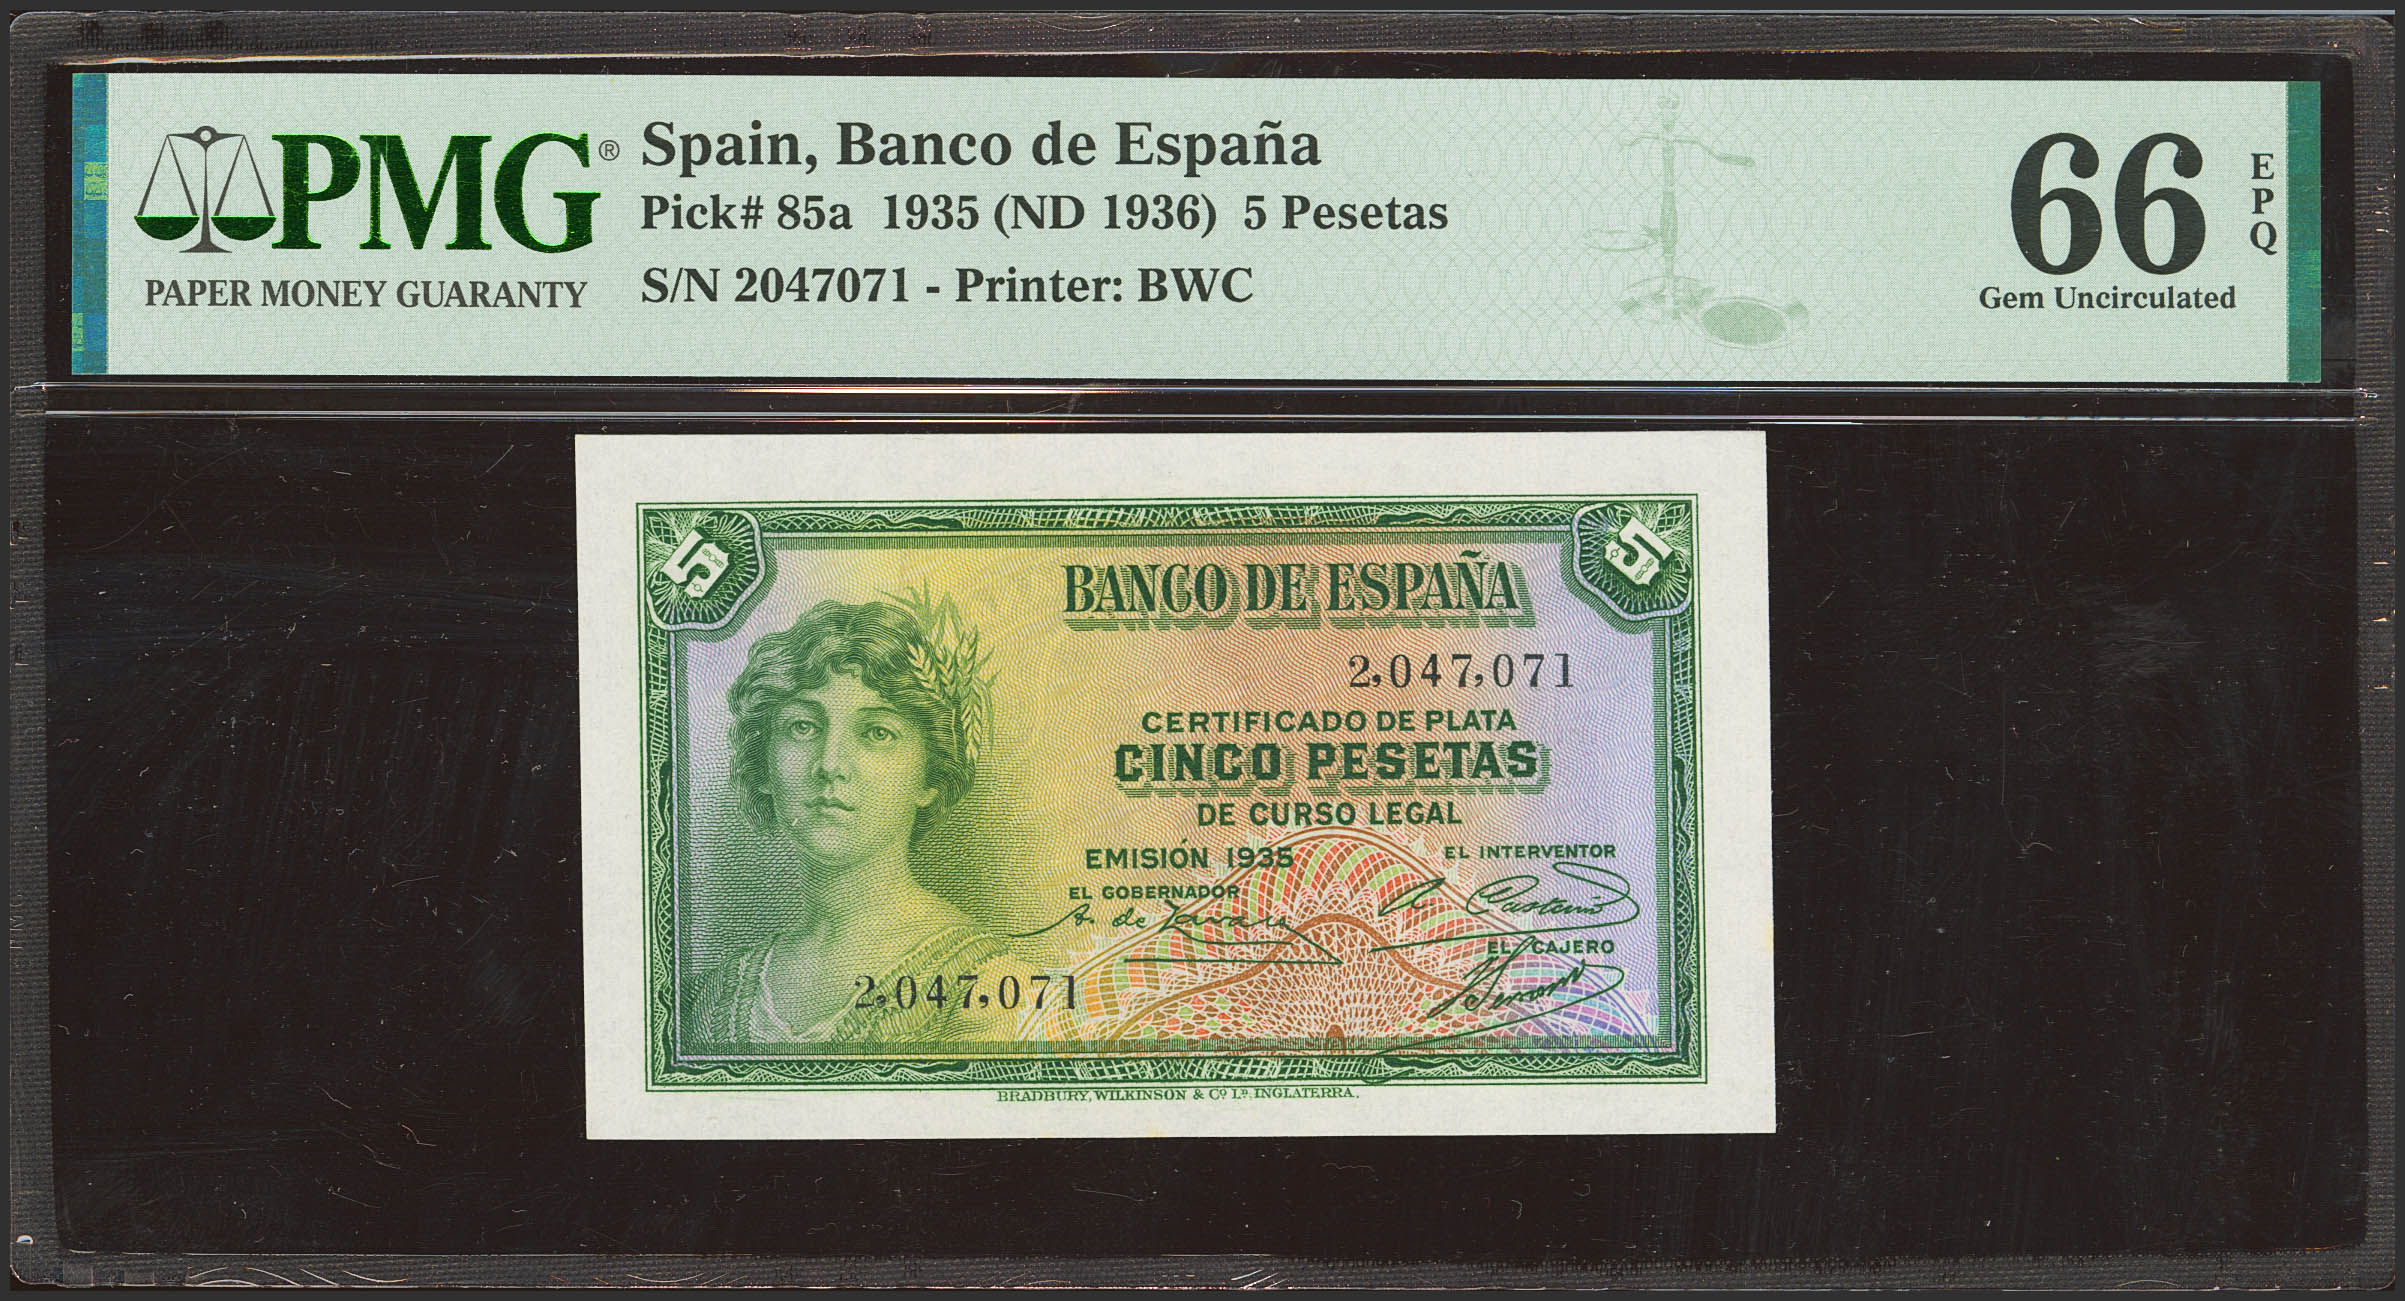 PMG®
PAPER MONEY GUARANTY
Spain, Banco de España
Pick# 85a 1935 (ND 1936) 5 Pesetas
S/N 2047071 - Printer: BWC
66
EPQ
Gem Uncirculated
5
5
BANCO DE ESPAÑA
2,047,071
CERTIFICADO DE PLATA
CINCO PESETAS
DE CURSO LEGAL
EMISIÓN 1935
EL INTERVENTOR
EL GOBERNADOR
EL CAJERO
2,047,071
BRADBURY, WILKINSON & Cº Lᴰ. INGLATERRA.